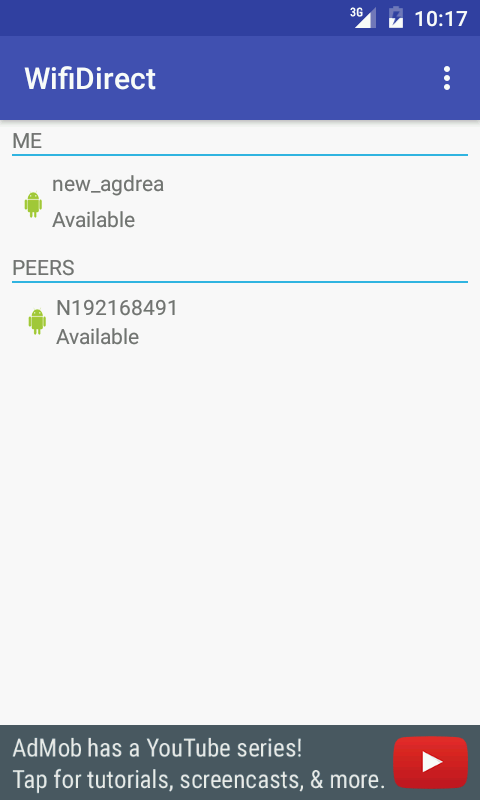 3G 10:17
WifiDirect
ME
new_agdrea
Available
PEERS
N192168491
Available
AdMob has a YouTube series!
Tap for tutorials, screencasts, & more.